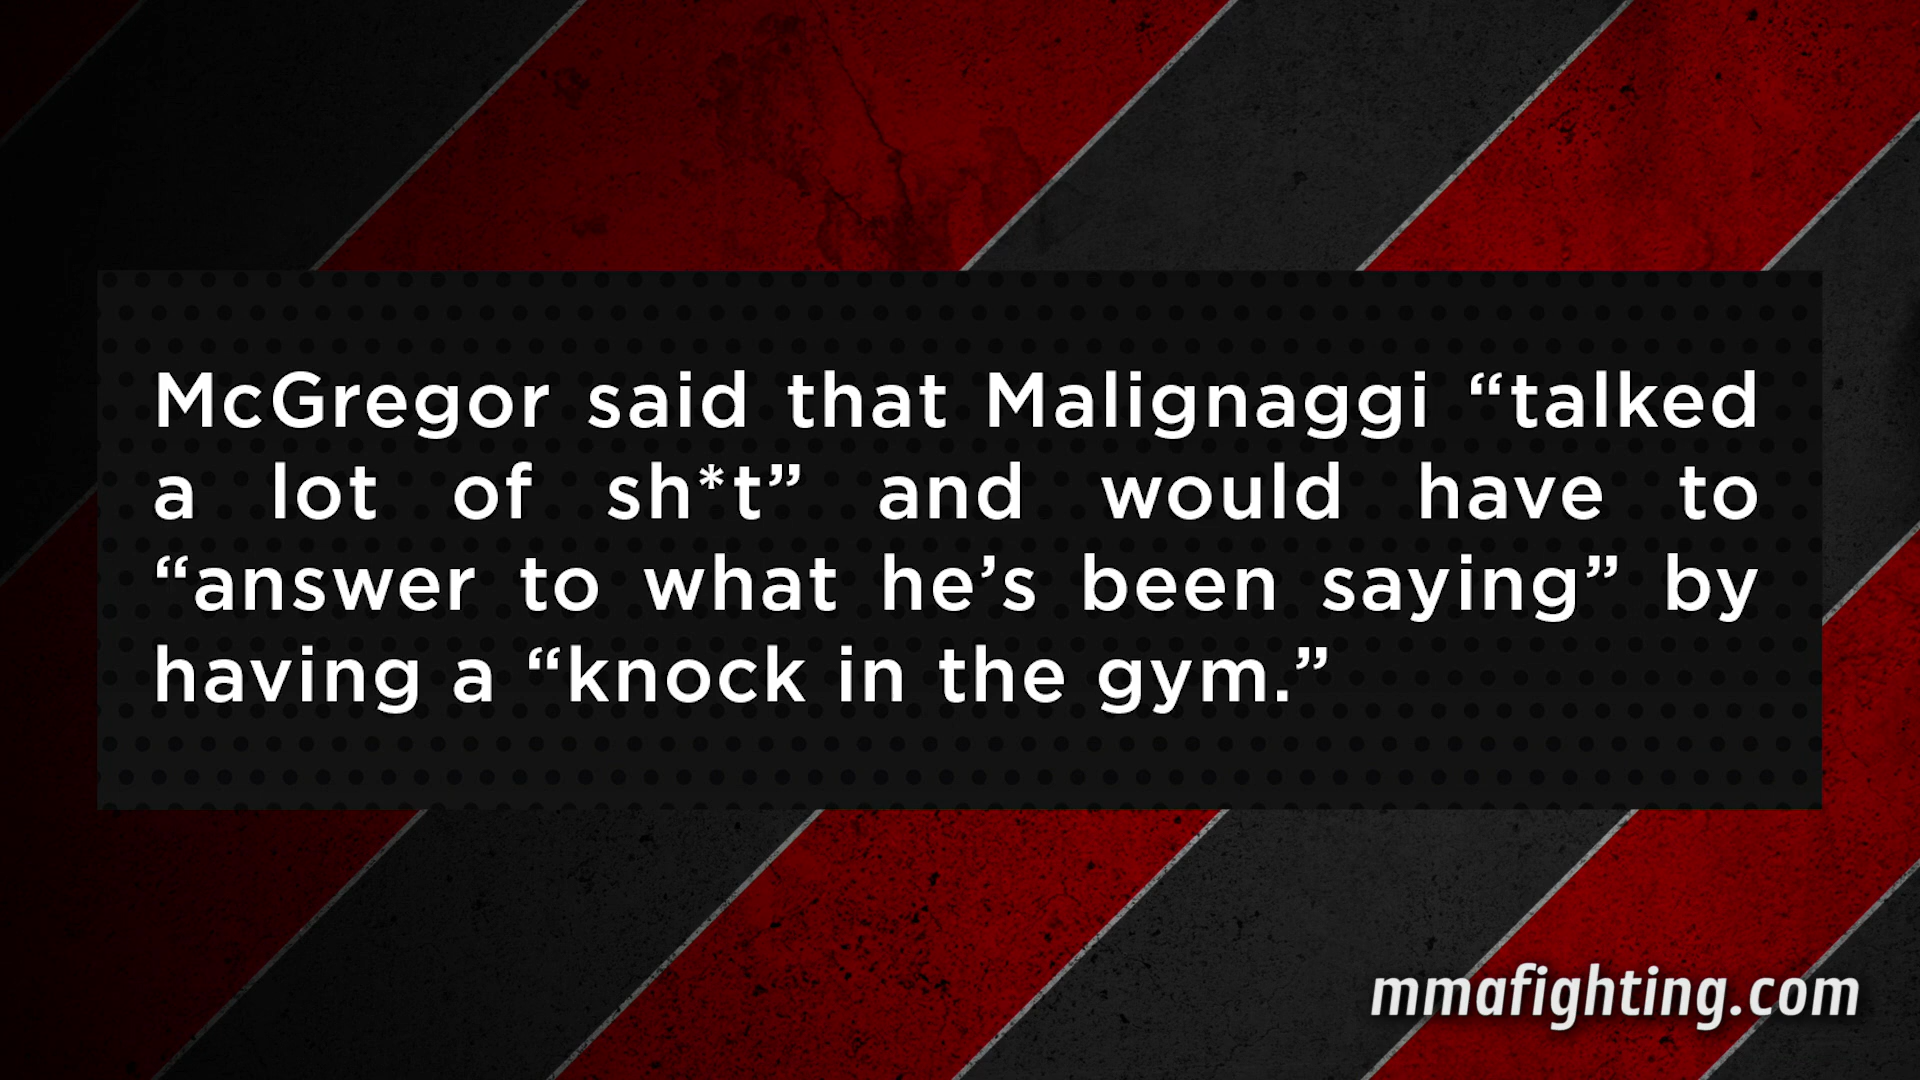 McGregor said that Malignaggi “talked
a lot of sh*t” and would have to
“answer to what he’s been saying” by
having a “knock in the gym.”
mmafighting.com